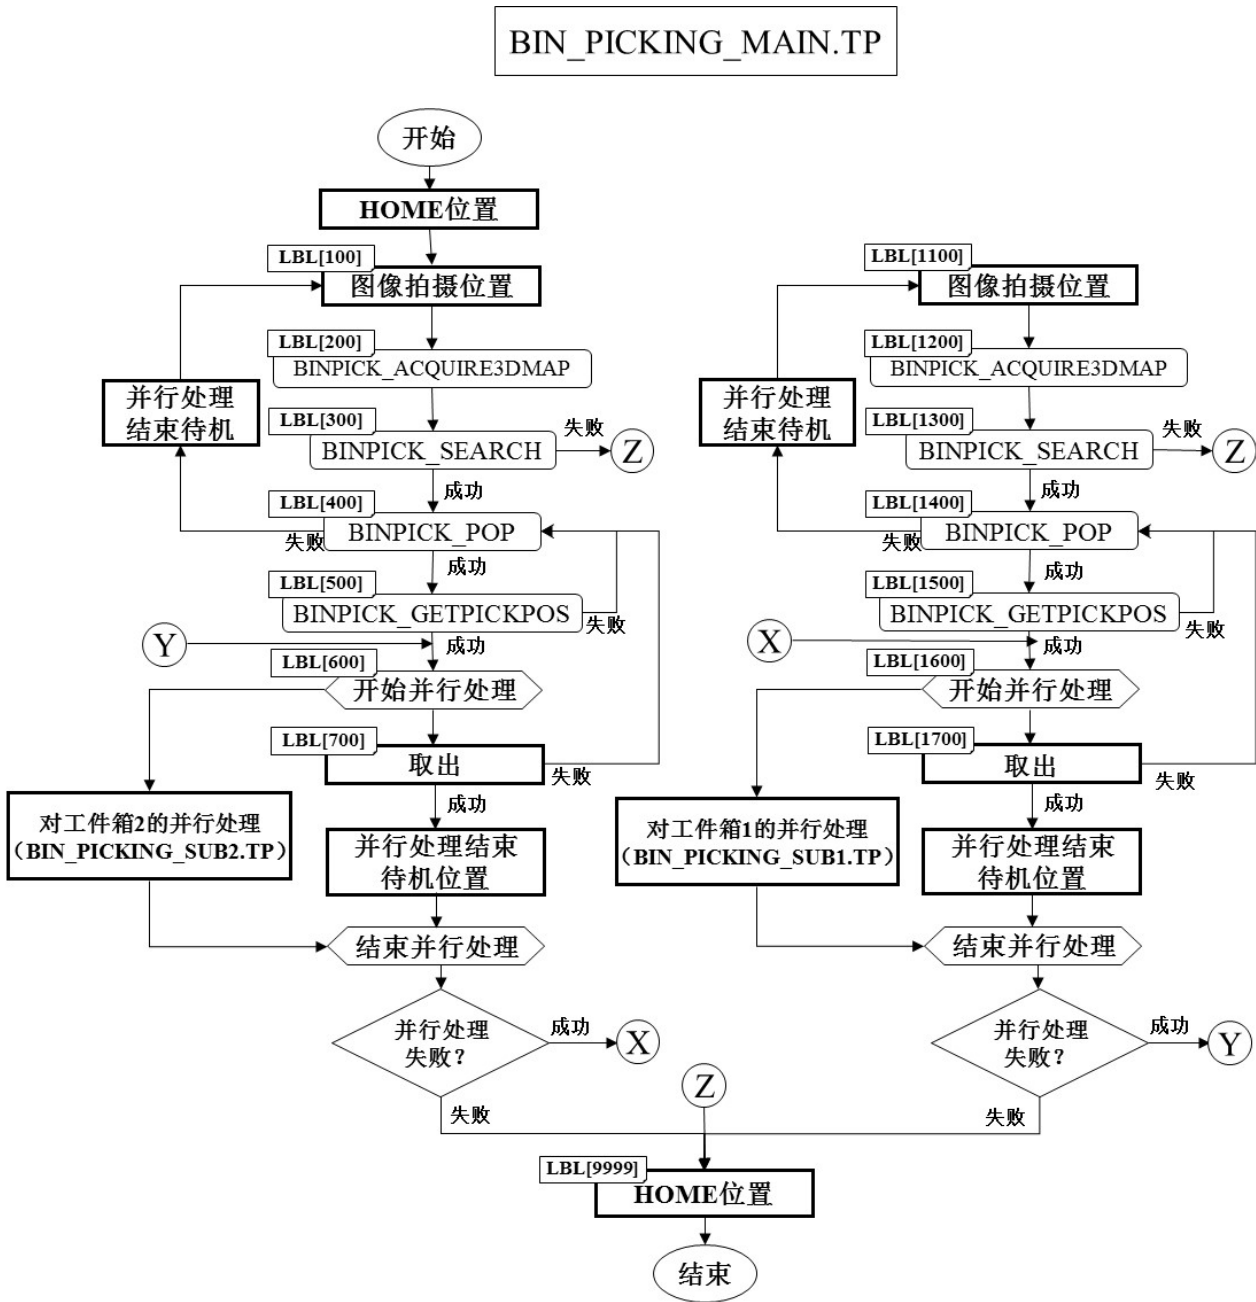 BIN_PICKING_MAIN.TP
开始
HOME位置
LBL[100]
图像拍摄位置
LBL[200]
BINPICK_ACQUIRE3DMAP
并行处理
结束待机
LBL[300]
BINPICK_SEARCH
失败
Z
成功
LBL[400]
BINPICK_POP
失败
成功
LBL[500]
BINPICK_GETPICKPOS
失败
Y
成功
LBL[600]
开始并行处理
LBL[700]
取出
失败
成功
对工件箱2的并行处理
（BIN_PICKING_SUB2.TP）
并行处理结束
待机位置
结束并行处理
并行处理
失败？
成功
X
失败
LBL[1100]
图像拍摄位置
LBL[1200]
BINPICK_ACQUIRE3DMAP
并行处理
结束待机
LBL[1300]
BINPICK_SEARCH
失败
Z
成功
LBL[1400]
BINPICK_POP
失败
成功
LBL[1500]
BINPICK_GETPICKPOS
失败
X
成功
LBL[1600]
开始并行处理
LBL[1700]
取出
失败
成功
对工件箱1的并行处理
（BIN_PICKING_SUB1.TP）
并行处理结束
待机位置
结束并行处理
并行处理
失败？
成功
Y
失败
Z
LBL[9999]
HOME位置
结束